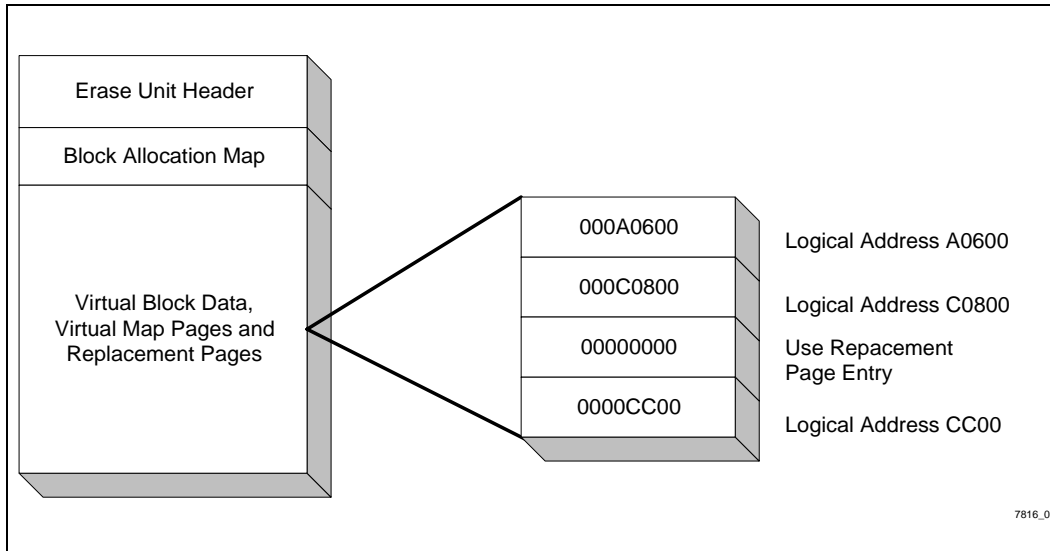 Erase Unit Header
Block Allocation Map
Virtual Block Data,
Virtual Map Pages and
Replacement Pages
000A0600
Logical Address A0600
000C0800
Logical Address C0800
00000000
Use Repacement
Page Entry
0000CC00
Logical Address CC00
7816_0